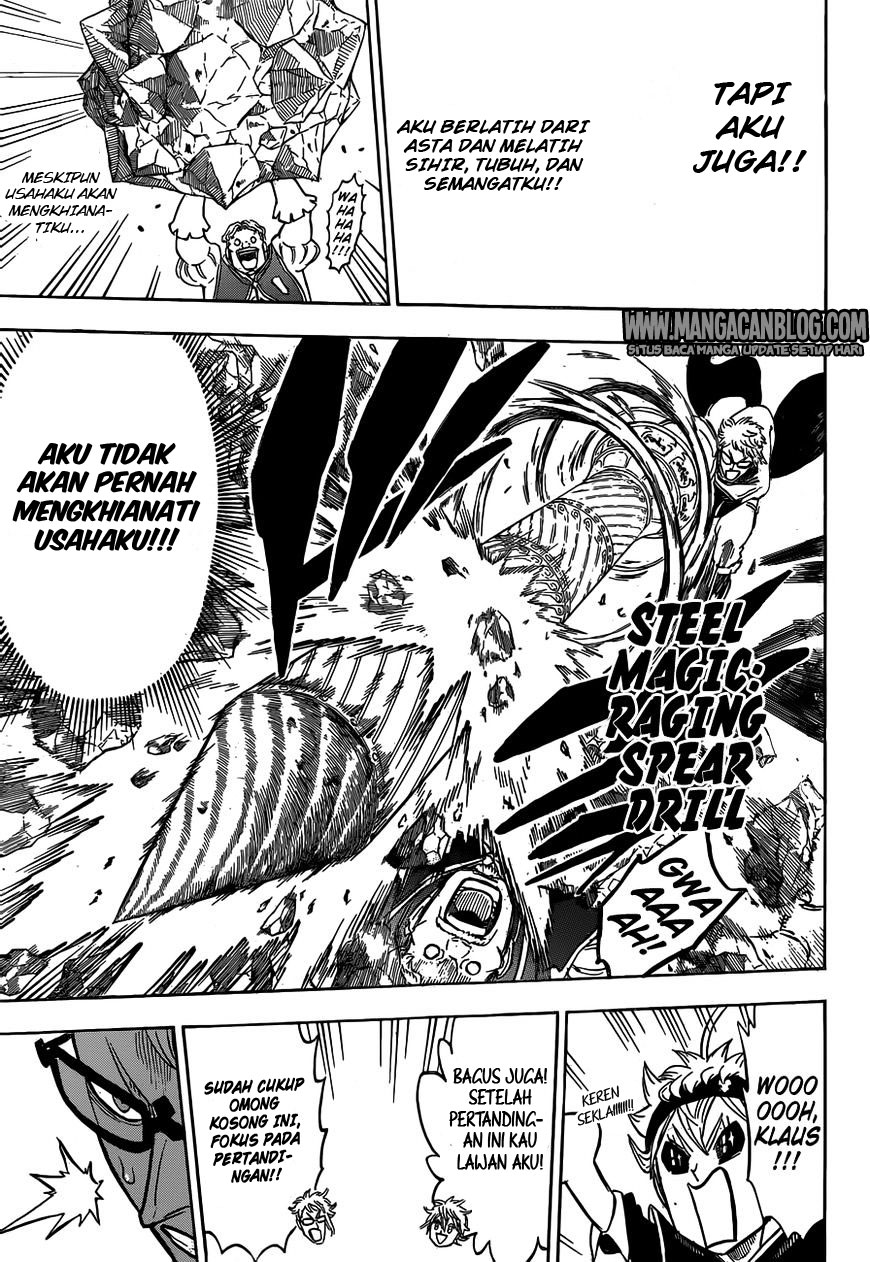 TAPI
AKU
JUGA!!
AKU BERLATIH DARI
ASTA DAN MELATIH
SIHIR, TUBUH, DAN
SEMANGATKU!!
WA
HA
HA
HA!!!
MESKIPUN
USAHAKU AKAN
MENGKHIANA-
TIKU...
WWW.MANGACANBLOG.COM
SITUS BACA MANGA UPDATE SETIAP HARI
AKU TIDAK
AKAN PERNAH
MENGKHIANATI
USAHAKU!!!
STEEL
MAGIC:
RAGING
SPEAR
DRILL
GWA
AAA
AH!
WOOO
OOOH,
KLAUS
!!!
KEREN
SEKLAIIIIII!!!
BAGUS JUGA!
SETELAH
PERTANDING-
AN INI KAU
LAWAN AKU!
SUDAH CUKUP
OMONG
KOSONG INI,
FOKUS PADA
PERTANDI-
NGAN!!